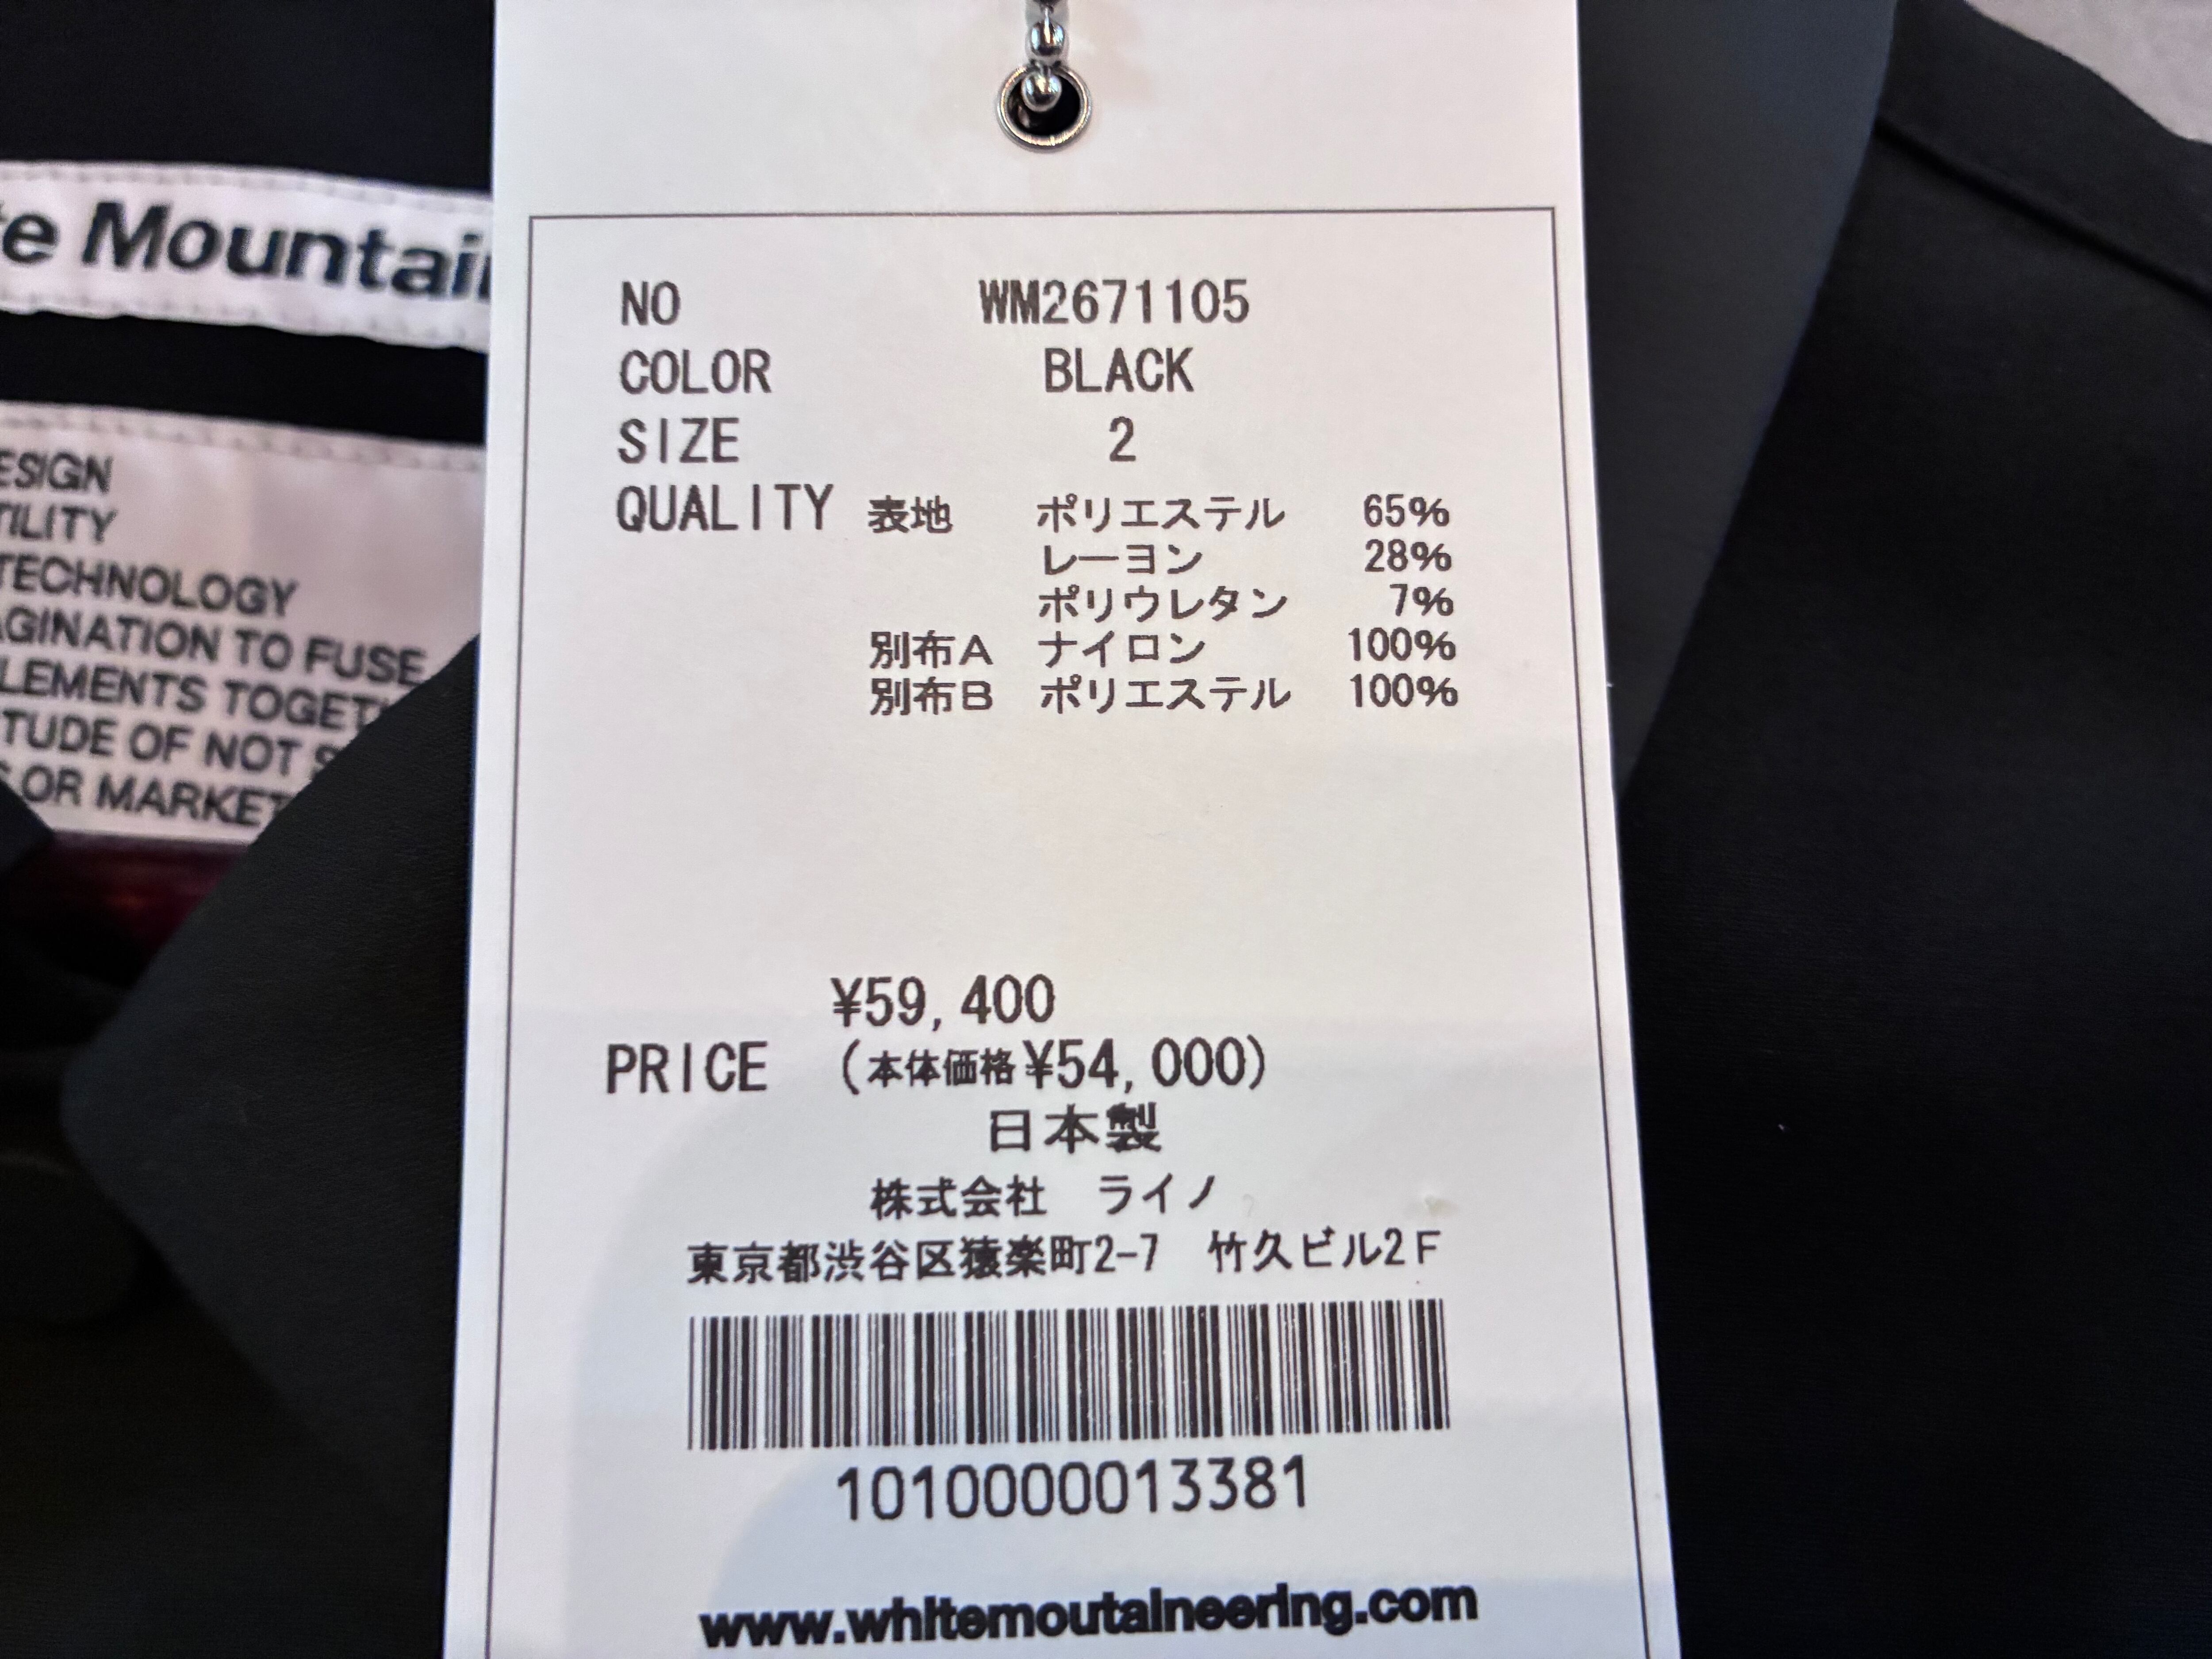 e Mountai
ESIGN
TILITY
TECHNOLOGY
AGINATION TO FUSE
LEMENTS TOGET
TUDE OF NOT S
OR MARKET
NO WM2671105
COLOR BLACK
SIZE 2
QUALITY 表地 ポリエステル 65%
レーヨン 28%
ポリウレタン 7%
別布A ナイロン 100%
別布B ポリエステル 100%
¥59,400
PRICE (本体価格¥54,000)
日本製
株式会社 ライノ
東京都渋谷区猿楽町2-7 竹久ビル2F
1010000013381
www.whitemoutaineering.com